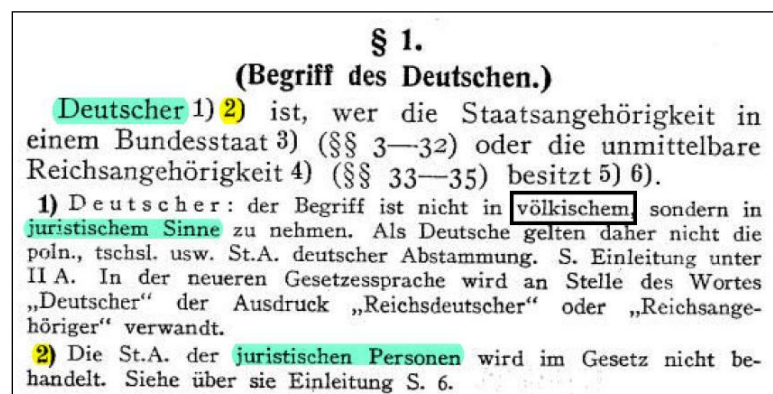 § 1.
(Begriff des Deutschen.)
Deutscher 1) 2) ist, wer die Staatsangehörigkeit in
einem Bundesstaat 3) (§§ 3—32) oder die unmittelbare
Reichsangehörigkeit 4) (§§ 33—35) besitzt 5) 6).
1) Deutscher: der Begriff ist nicht in völkischem, sondern in
juristischem Sinne zu nehmen. Als Deutsche gelten daher nicht die
poln., tschsl. usw. St.A. deutscher Abstammung. S. Einleitung unter
II A. In der neueren Gesetzessprache wird an Stelle des Wortes
„Deutscher“ der Ausdruck „Reichsdeutscher“ oder „Reichsange-
höriger“ verwandt.
2) Die St.A. der juristischen Personen wird im Gesetz nicht be-
handelt. Siehe über sie Einleitung S. 6.